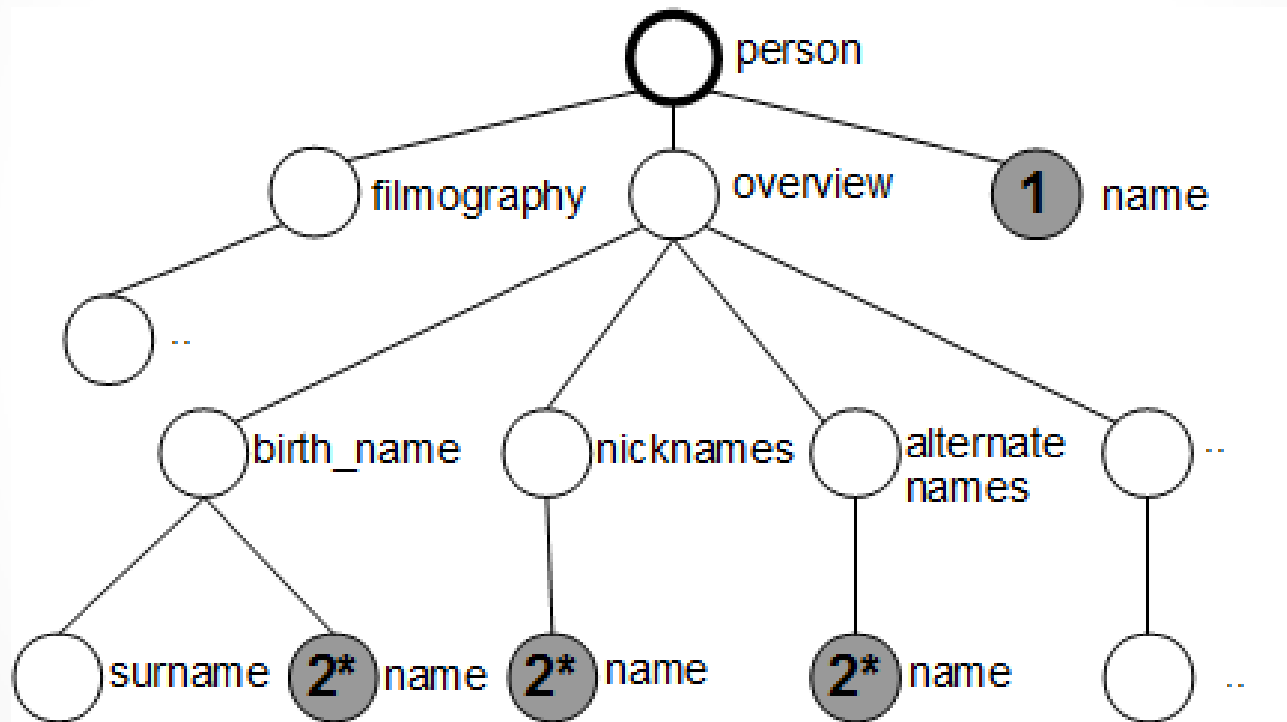 person
filmography
overview
1
name
..
birth_name
nicknames
alternate
names
..
surname
2*
name
2*
name
2*
name
..